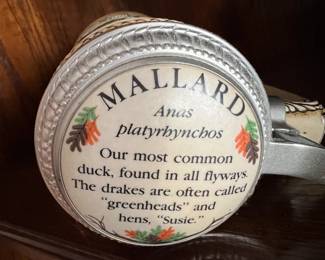 MALLARD
Anas
platyrhynchos
Our most common
duck, found in all flyways.
The drakes are often called
"greenheads" and
hens, "Susie."